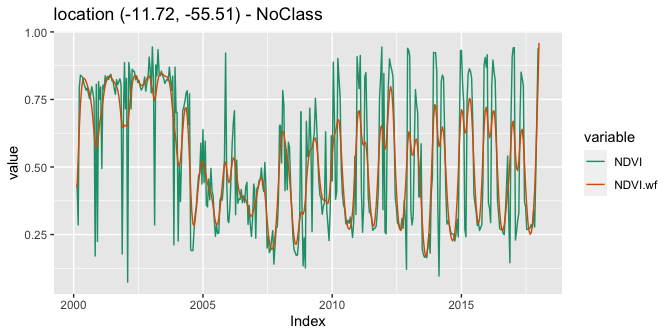 location (-11.72, -55.51) - NoClass
1.00
0.75
0.50
0.25
value
2000
2005
2010
2015
Index
variable
NDVI
NDVI.wf